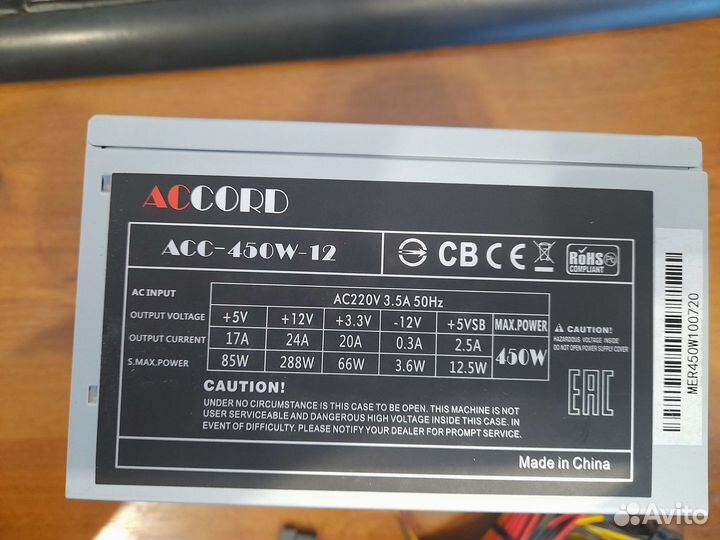 ACCORD
ACC-450W-12
CB CE RoHS COMPLIANT
AC INPUT AC220V 3.5A 50Hz
OUTPUT VOLTAGE +5V +12V +3.3V -12V +5VSB MAX.POWER
OUTPUT CURRENT 17A 24A 20A 0.3A 2.5A 450W
S.MAX.POWER 85W 288W 66W 3.6W 12.5W
CAUTION!
HAZARDOUS VOLTAGE INSIDE
DO NOT OPEN POWER SUPPLY COVER
CAUTION!
UNDER NO CIRCUMSTANCE IS THIS CASE TO BE OPEN. THIS MACHINE IS NOT
USER SERVICEABLE AND DANGEROUS HIGH VOLTAGE INSIDE THIS CASE. IN
EVENT OF DIFFICULTY. PLEASE NOTIFY YOUR DEALER FOR PROMPT SERVICE.
EAC
Made in China
MER450W100720
Avito